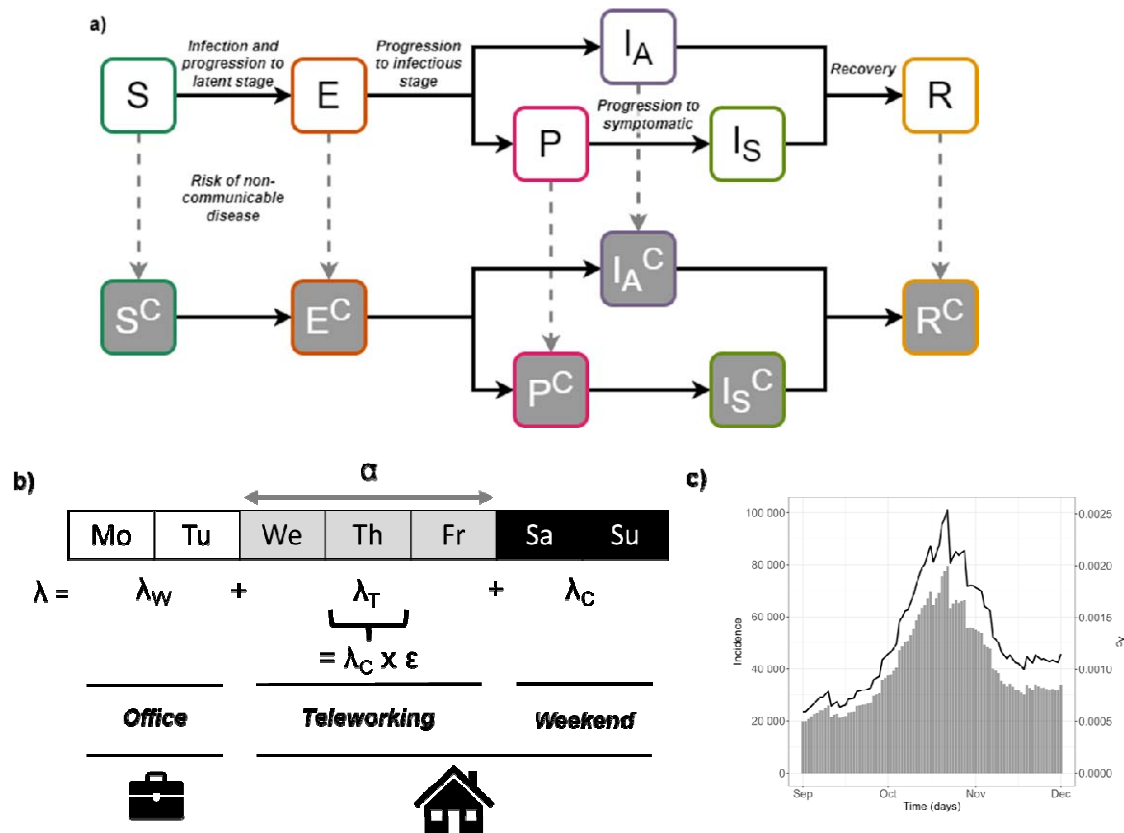 a)
Infection and
progression to
latent stage
Progression
to infectious
stage
S
E
I_A
P
Progression to
symptomatic
I_S
Recovery
R
Risk of non-
communicable
disease
S^C
E^C
I_A^C
P^C
I_S^C
R^C
b)
α
Mo Tu We Th Fr Sa Su
λ = λ_W + λ_T + λ_C
= λ_C x ε
Office Teleworking Weekend
c)
100 000
80 000
60 000
40 000
20 000
0
Incidence
0.0025
0.0020
0.0015
0.0010
0.0005
0.0000
λ_C
Sep Oct Nov Dec
Time (days)